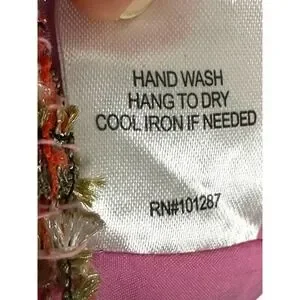 HAND WASH
HANG TO DRY
COOL IRON IF NEEDED
RN#101287